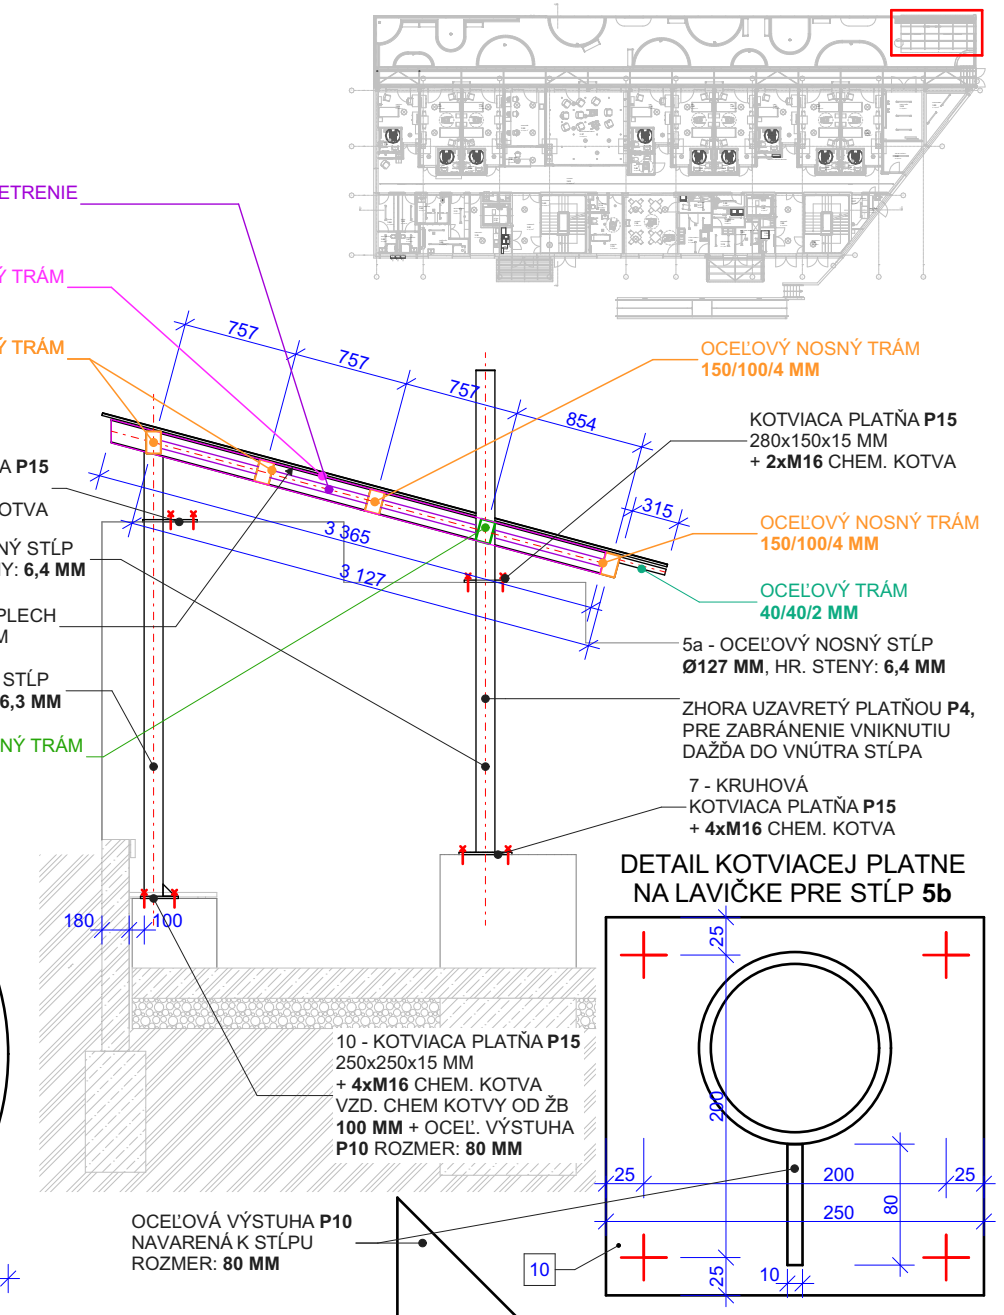 ETRENIE
Ý TRÁM
Ý TRÁM
757
757
757
854
315
3 365
3 127
OCEĽOVÝ NOSNÝ TRÁM
150/100/4 MM
KOTVIACA PLATŇA P15
280x150x15 MM
+ 2xM16 CHEM. KOTVA
A P15
OTVA
NÝ STĹP
NY: 6,4 MM
PLECH
M
STĹP
6,3 MM
NÝ TRÁM
OCEĽOVÝ NOSNÝ TRÁM
150/100/4 MM
OCEĽOVÝ TRÁM
40/40/2 MM
5a - OCEĽOVÝ NOSNÝ STĹP
Ø127 MM, HR. STENY: 6,4 MM
ZHORA UZAVRETÝ PLATŇOU P4,
PRE ZABRÁNENIE VNIKNUTIU
DAŽĎA DO VNÚTRA STĹPA
7 - KRUHOVÁ
KOTVIACA PLATŇA P15
+ 4xM16 CHEM. KOTVA
180
100
10 - KOTVIACA PLATŇA P15
250x250x15 MM
+ 4xM16 CHEM. KOTVA
VZD. CHEM KOTVY OD ŽB
100 MM + OCEĽ. VÝSTUHA
P10 ROZMER: 80 MM
OCEĽOVÁ VÝSTUHA P10
NAVARENÁ K STĹPU
ROZMER: 80 MM
DETAIL KOTVIACEJ PLATNE
NA LAVIČKE PRE STĹP 5b
25
200
25
200
25
250
80
25
10
10